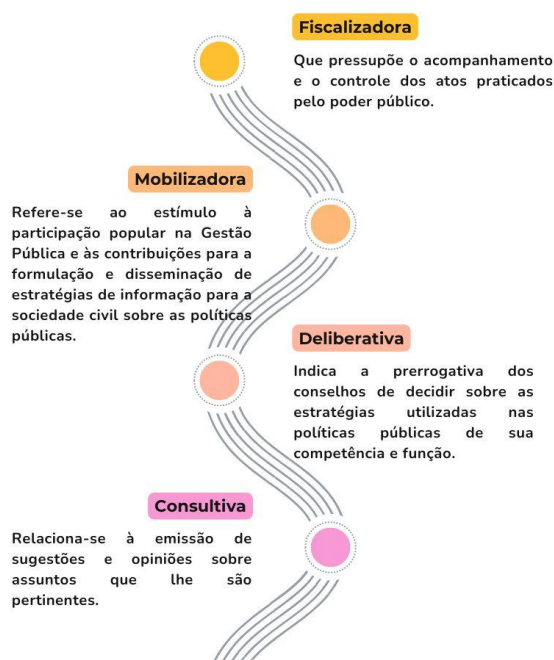 Fiscalizadora
Que pressupõe o acompanhamento
e o controle dos atos praticados
pelo poder público.
Mobilizadora
Refere-se ao estímulo à
participação popular na Gestão
Pública e às contribuições para a
formulação e disseminação de
estratégias de informação para a
sociedade civil sobre as políticas
públicas.
Deliberativa
Indica a prerrogativa dos
conselhos de decidir sobre as
estratégias utilizadas nas
políticas públicas de sua
competência e função.
Consultiva
Relaciona-se à emissão de
sugestões e opiniões sobre
assuntos que lhe são
pertinentes.